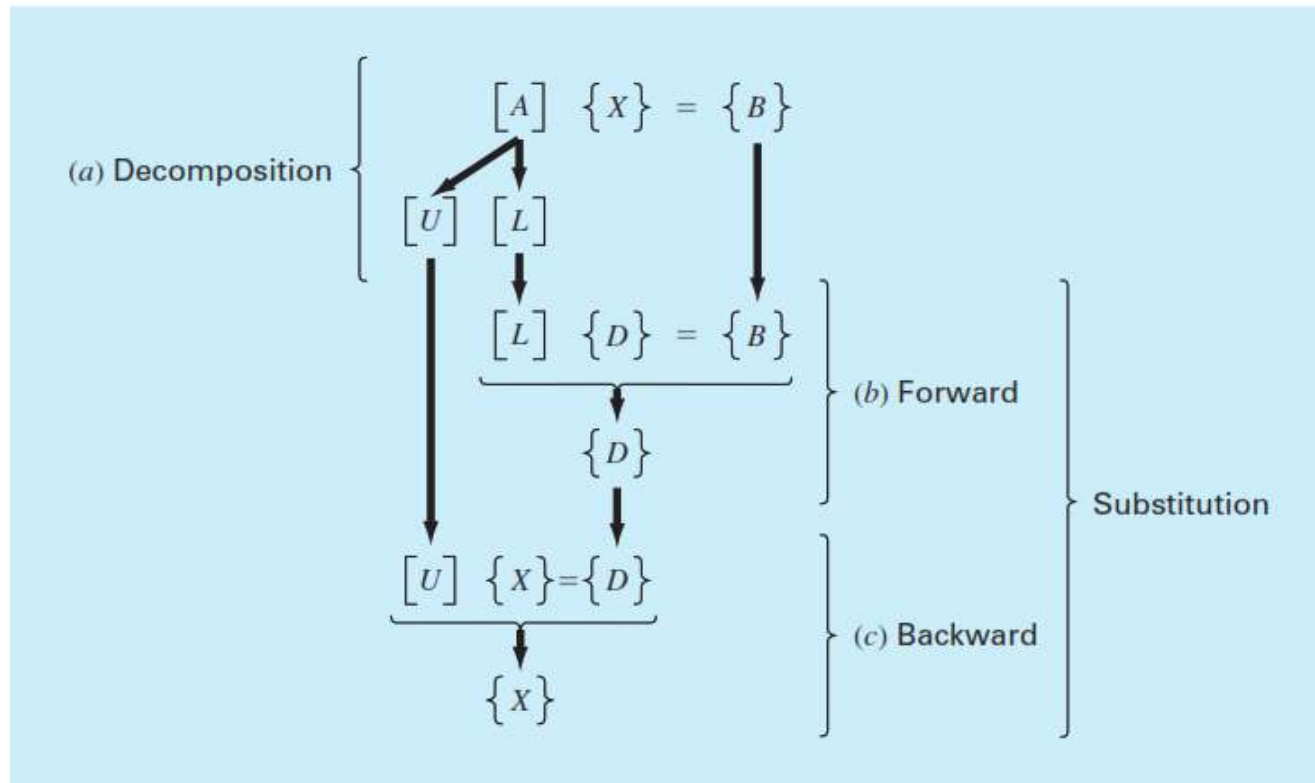 [A] {X} = {B}
(a) Decomposition
[U] [L]
[L] {D} = {B}
(b) Forward
{D}
Substitution
[U] {X}={D}
(c) Backward
{X}